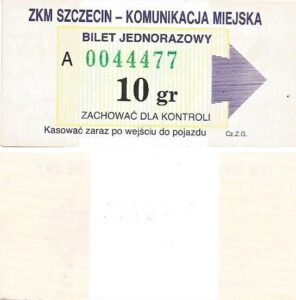 ZKM SZCZECIN – KOMUNIKACJA MIEJSKA
BILET JEDNORAZOWY
A 0044477
10 gr
ZACHOWAĆ DLA KONTROLI
Kasować zaraz po wejściu do pojazdu Cz.Z.G.